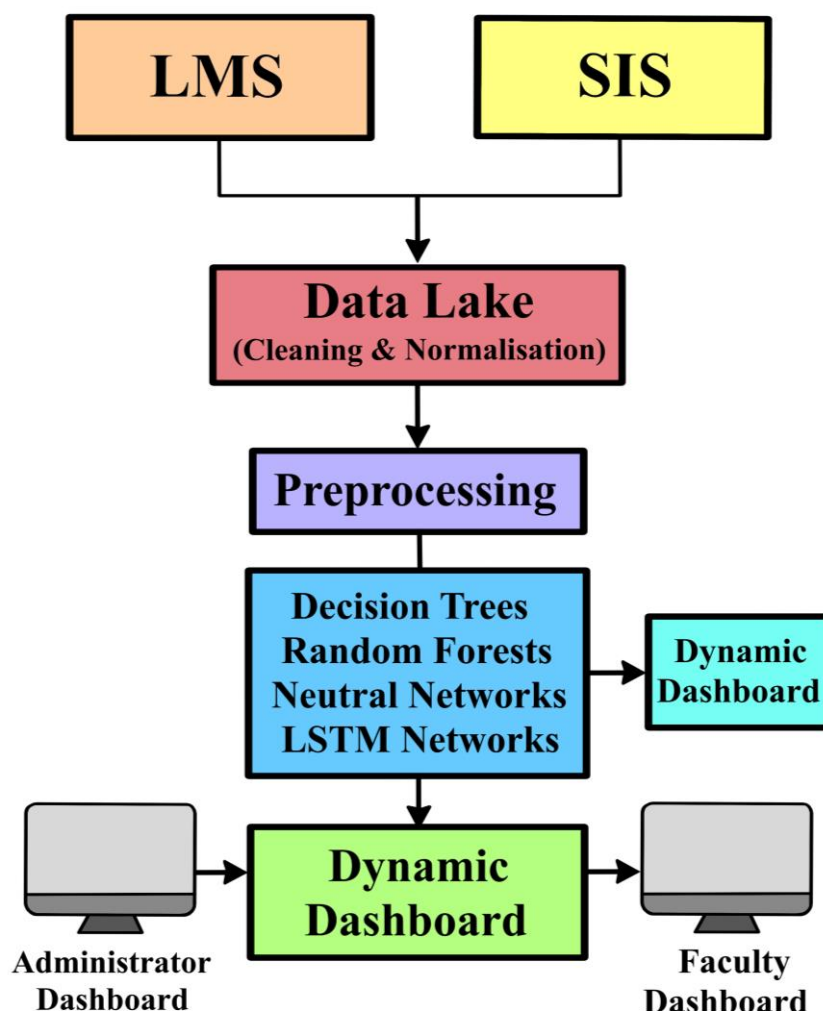 LMS
SIS
Data Lake
(Cleaning & Normalisation)
Preprocessing
Decision Trees
Random Forests
Neutral Networks
LSTM Networks
Dynamic
Dashboard
Dynamic
Dashboard
Administrator
Dashboard
Faculty
Dashboard